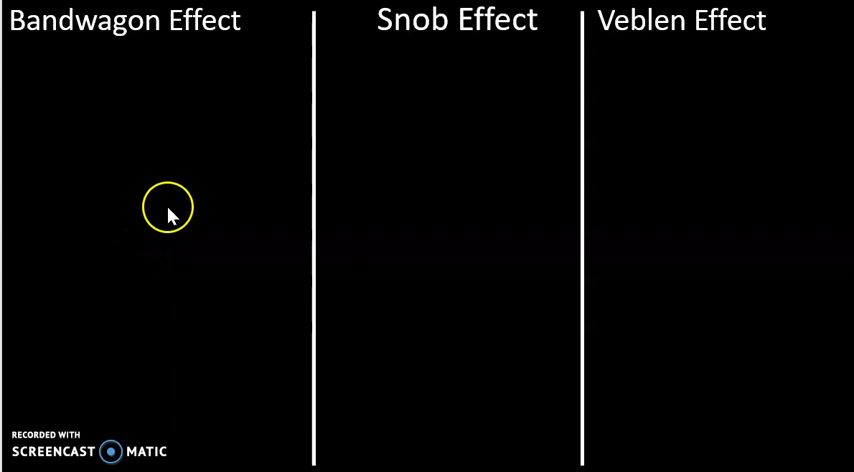 Bandwagon Effect
Snob Effect
Veblen Effect
RECORDED WITH
SCREENCAST MATIC